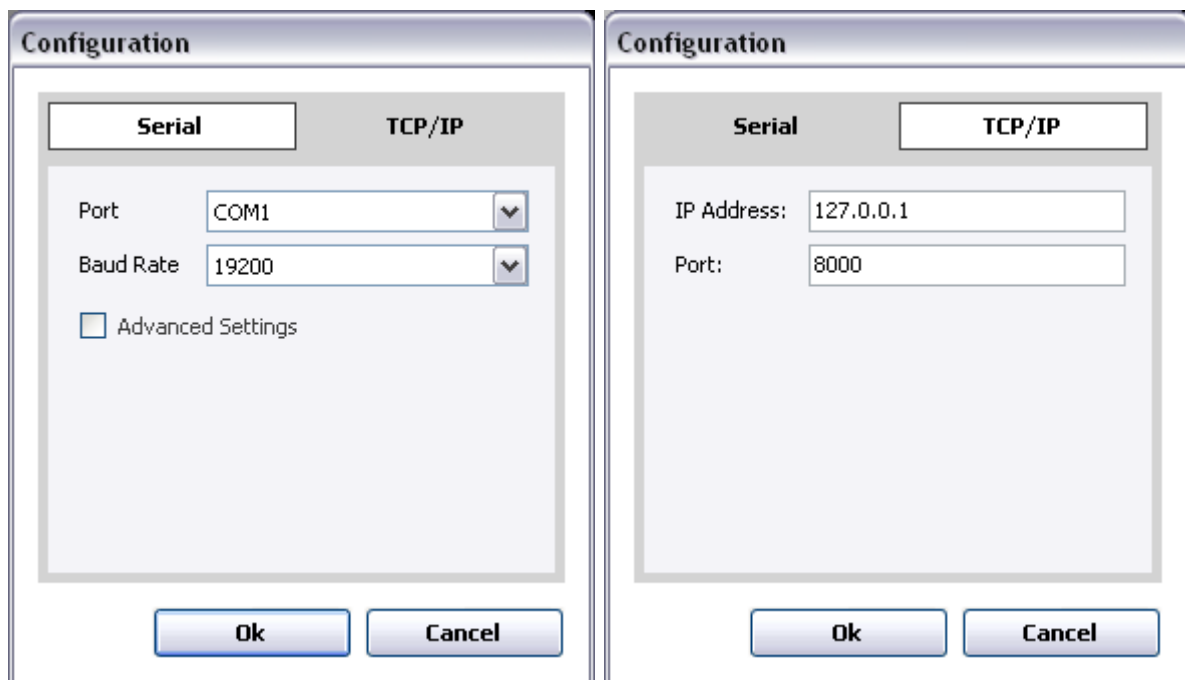 Configuration
Serial TCP/IP
Port COM1
Baud Rate 19200
Advanced Settings
Ok Cancel
Configuration
Serial TCP/IP
IP Address: 127.0.0.1
Port: 8000
Ok Cancel